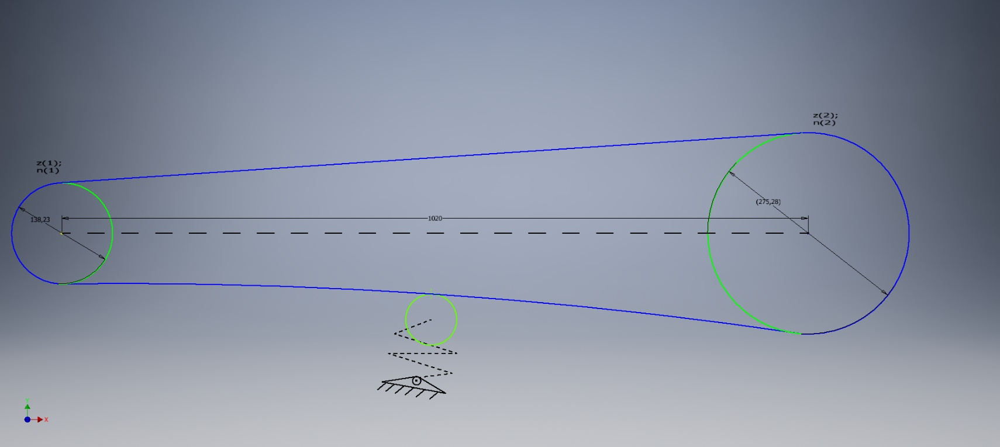 z(2);
n(2)
z(1);
n(1)
(275,28)
138,23
1020
Y
X